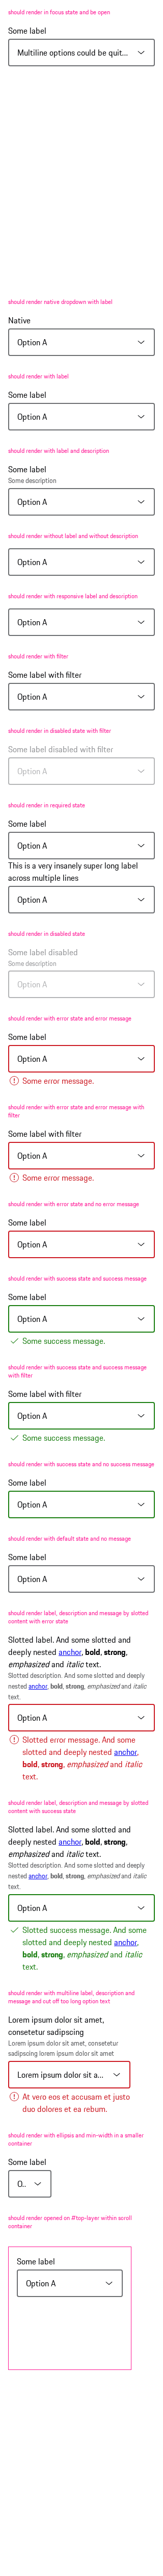 should render in focus state and be open
Some label
Multiline options could be quit...
should render native dropdown with label
Native
Option A
should render with label
Some label
Option A
should render with label and description
Some label
Some description
Option A
should render without label and without description
Option A
should render with responsive label and description
Option A
should render with filter
Some label with filter
Option A
should render in disabled state with filter
Some label disabled with filter
Option A
should render in required state
Some label
Option A
This is a very insanely super long label
across multiple lines
Option A
should render in disabled state
Some label disabled
Some description
Option A
should render with error state and error message
Some label
Option A
Some error message.
should render with error state and error message with
filter
Some label with filter
Option A
Some error message.
should render with error state and no error message
Some label
Option A
should render with success state and success message
Some label
Option A
Some success message.
should render with success state and success message
with filter
Some label with filter
Option A
Some success message.
should render with success state and no success message
Some label
Option A
should render with default state and no message
Some label
Option A
should render label, description and message by slotted
content with error state
Slotted label. And some slotted and
deeply nested anchor, bold, strong,
emphasized and italic text.
Slotted description. And some slotted and deeply
nested anchor, bold, strong, emphasized and italic
text.
Option A
Slotted error message. And some
slotted and deeply nested anchor,
bold, strong, emphasized and italic
text.
should render label, description and message by slotted
content with success state
Slotted label. And some slotted and
deeply nested anchor, bold, strong,
emphasized and italic text.
Slotted description. And some slotted and deeply
nested anchor, bold, strong, emphasized and italic
text.
Option A
Slotted success message. And some
slotted and deeply nested anchor,
bold, strong, emphasized and italic
text.
should render with multiline label, description and
message and cut off too long option text
Lorem ipsum dolor sit amet,
consetetur sadipscing
Lorem ipsum dolor sit amet, consetetur
sadipscing lorem ipsum dolor sit amet
Lorem ipsum dolor sit a...
At vero eos et accusam et justo
duo dolores et ea rebum.
should render with ellipsis and min-width in a smaller
container
Some label
O...
should render opened on #top-layer within scroll
container
Some label
Option A